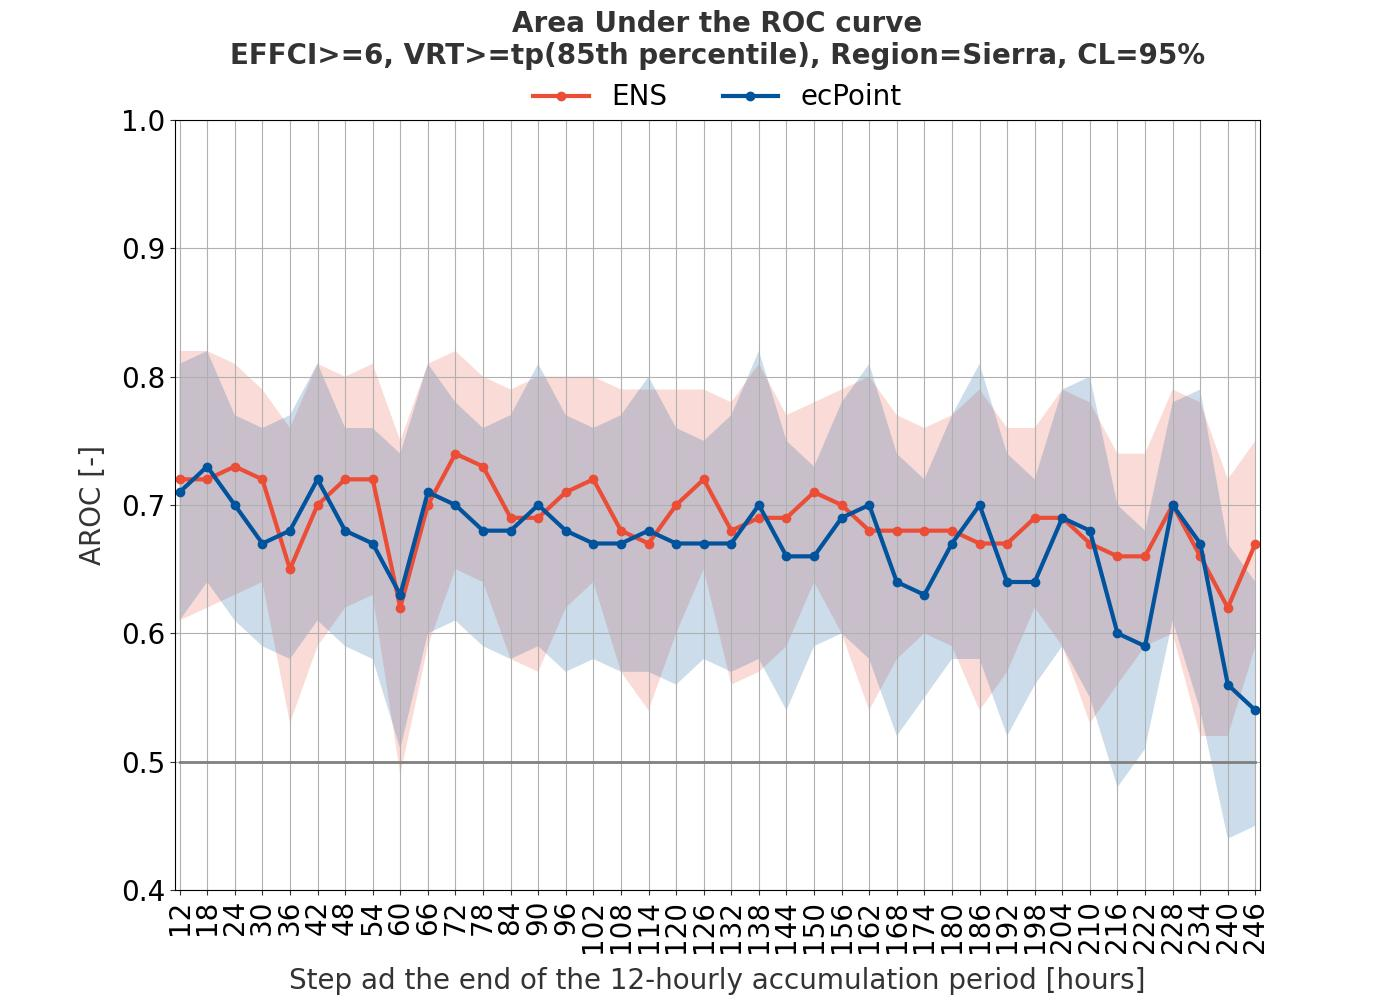 Area Under the ROC curve
EFFCI>=6, VRT>=tp(85th percentile), Region=Sierra, CL=95%
ENS ecPoint
1.0
0.9
0.8
0.7
0.6
0.5
0.4
AROC [-]
12 18 24 30 36 42 48 54 60 66 72 78 84 90 96 102 108 114 120 126 132 138 144 150 156 162 168 174 180 186 192 198 204 210 216 222 228 234 240 246
Step ad the end of the 12-hourly accumulation period [hours]